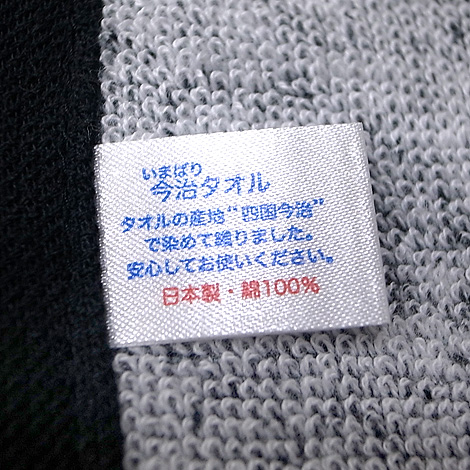 いまばり
今治タオル
タオルの産地“四国今治”
で染めて織りました。
安心してお使いください。
日本製・綿100%